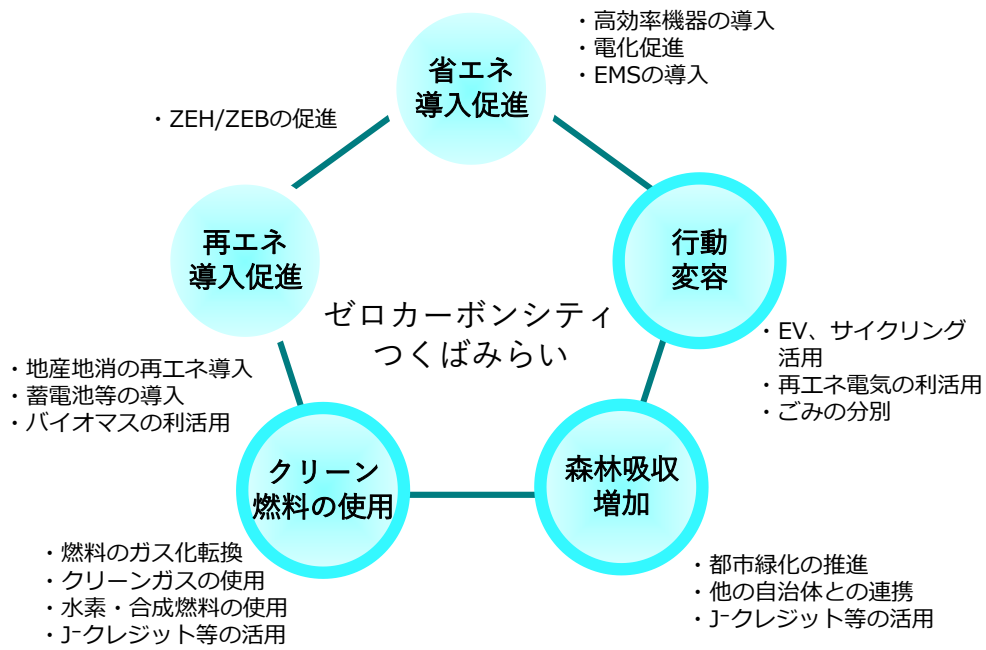 ・高効率機器の導入
・電化促進
・EMSの導入
省エネ
導入促進
・ZEH/ZEBの促進
再エネ
導入促進
行動
変容
ゼロカーボンシティ
つくばみらい
・EV、サイクリング
活用
・再エネ電気の利活用
・ごみの分別
・地産地消の再エネ導入
・蓄電池等の導入
・バイオマスの利活用
クリーン
燃料の使用
森林吸収
増加
・燃料のガス化転換
・クリーンガスの使用
・水素・合成燃料の使用
・J-クレジット等の活用
・都市緑化の推進
・他の自治体との連携
・J-クレジット等の活用